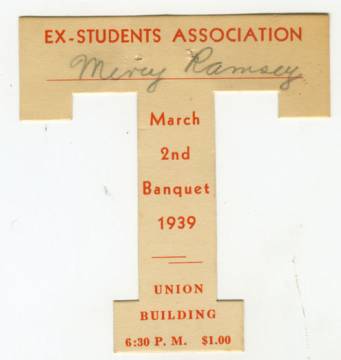 EX-STUDENTS ASSOCIATION
Mercy Ramsey
March
2nd
Banquet
1939
UNION
BUILDING
6:30 P. M. $1.00